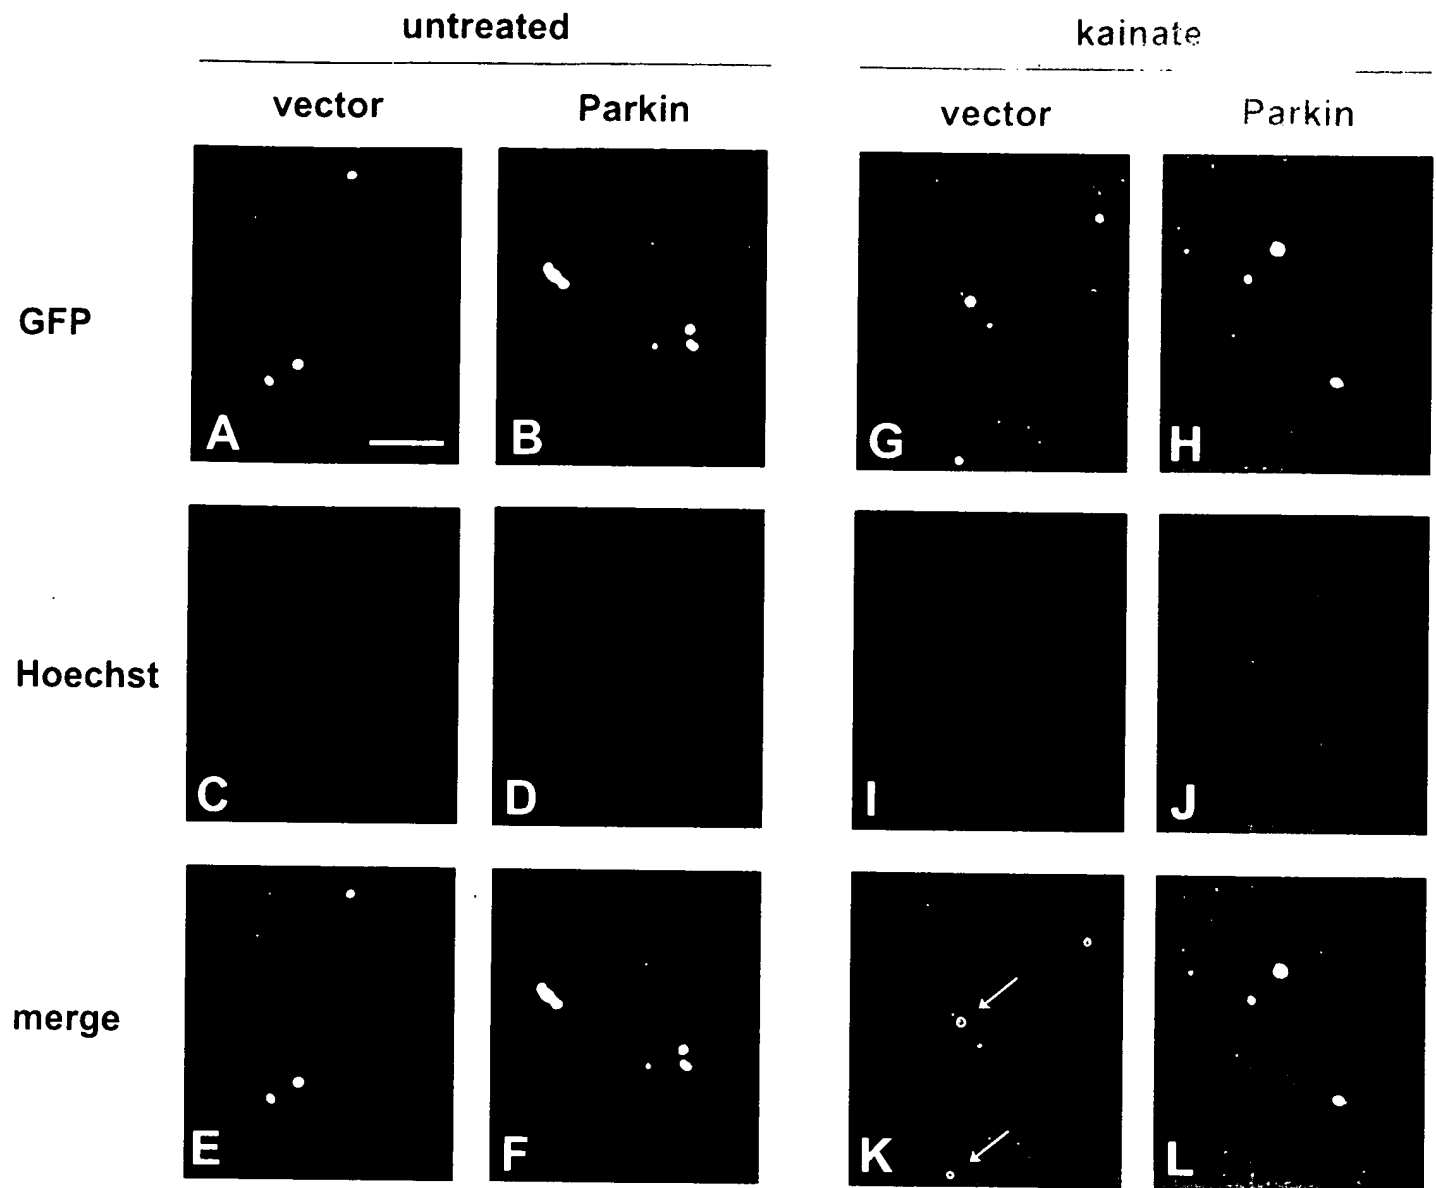 untreated kainate
vector Parkin vector Parkin
GFP
A B G H
Hoechst
C D I J
merge
E F K L